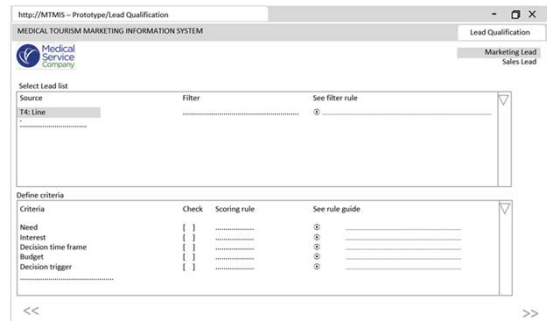 http://MTMIS – Prototype/Lead Qualification
MEDICAL TOURISM MARKETING INFORMATION SYSTEM
Lead Qualification
Medical
Service
Company
Marketing Lead
Sales Lead
Select Lead list
Source Filter See filter rule
T4: Line
Define criteria
Criteria Check Scoring rule See rule guide
Need [ ]
Interest [ ]
Decision time frame [ ]
Budget [ ]
Decision trigger [ ]
<< >>